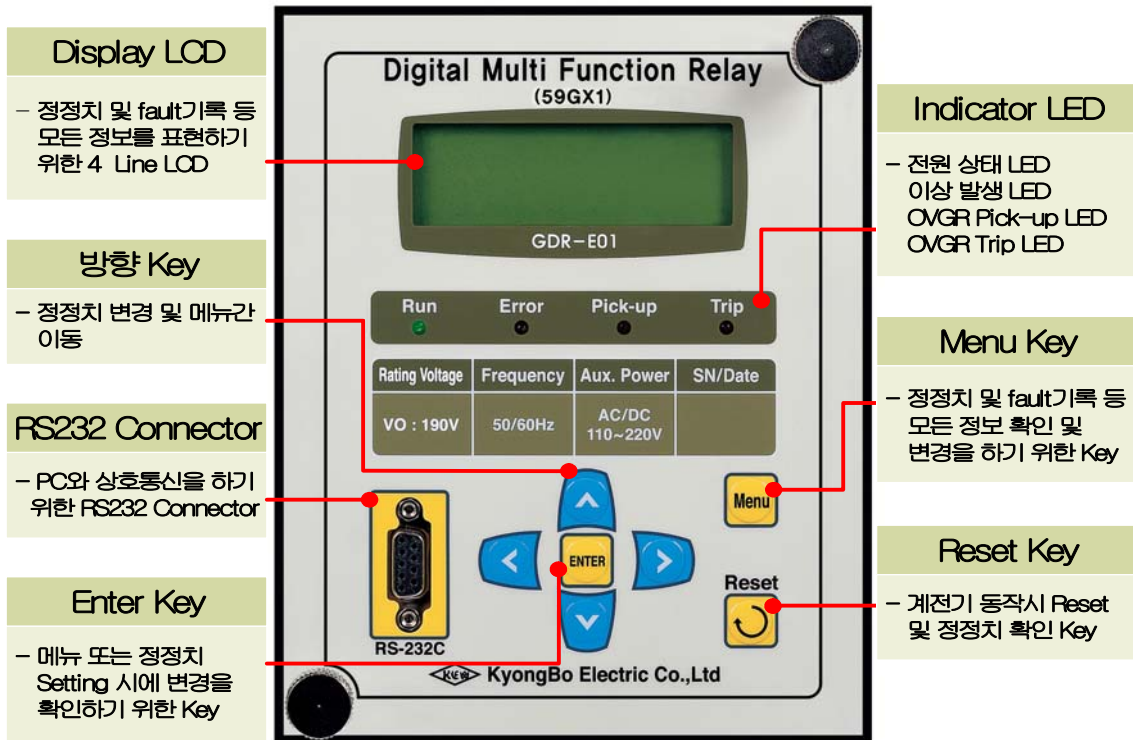 Display LCD
- 정정치 및 fault기록 등
모든 정보를 표현하기
위한 4 Line LCD
방향 Key
- 정정치 변경 및 메뉴간
이동
RS232 Connector
- PC와 상호통신을 하기
위한 RS232 Connector
Enter Key
- 메뉴 또는 정정치
Setting 시에 변경을
확인하기 위한 Key
Digital Multi Function Relay
(59GX1)
GDR-E01
Run Error Pick-up Trip
Rating Voltage Frequency Aux. Power SN/Date
VO : 190V 50/60Hz AC/DC
110~220V
Menu
ENTER
Reset
RS-232C
KyongBo Electric Co.,Ltd
Indicator LED
- 전원 상태 LED
이상 발생 LED
OVGR Pick-up LED
OVGR Trip LED
Menu Key
- 정정치 및 fault기록 등
모든 정보 확인 및
변경을 하기 위한 Key
Reset Key
- 계전기 동작시 Reset
및 정정치 확인 Key